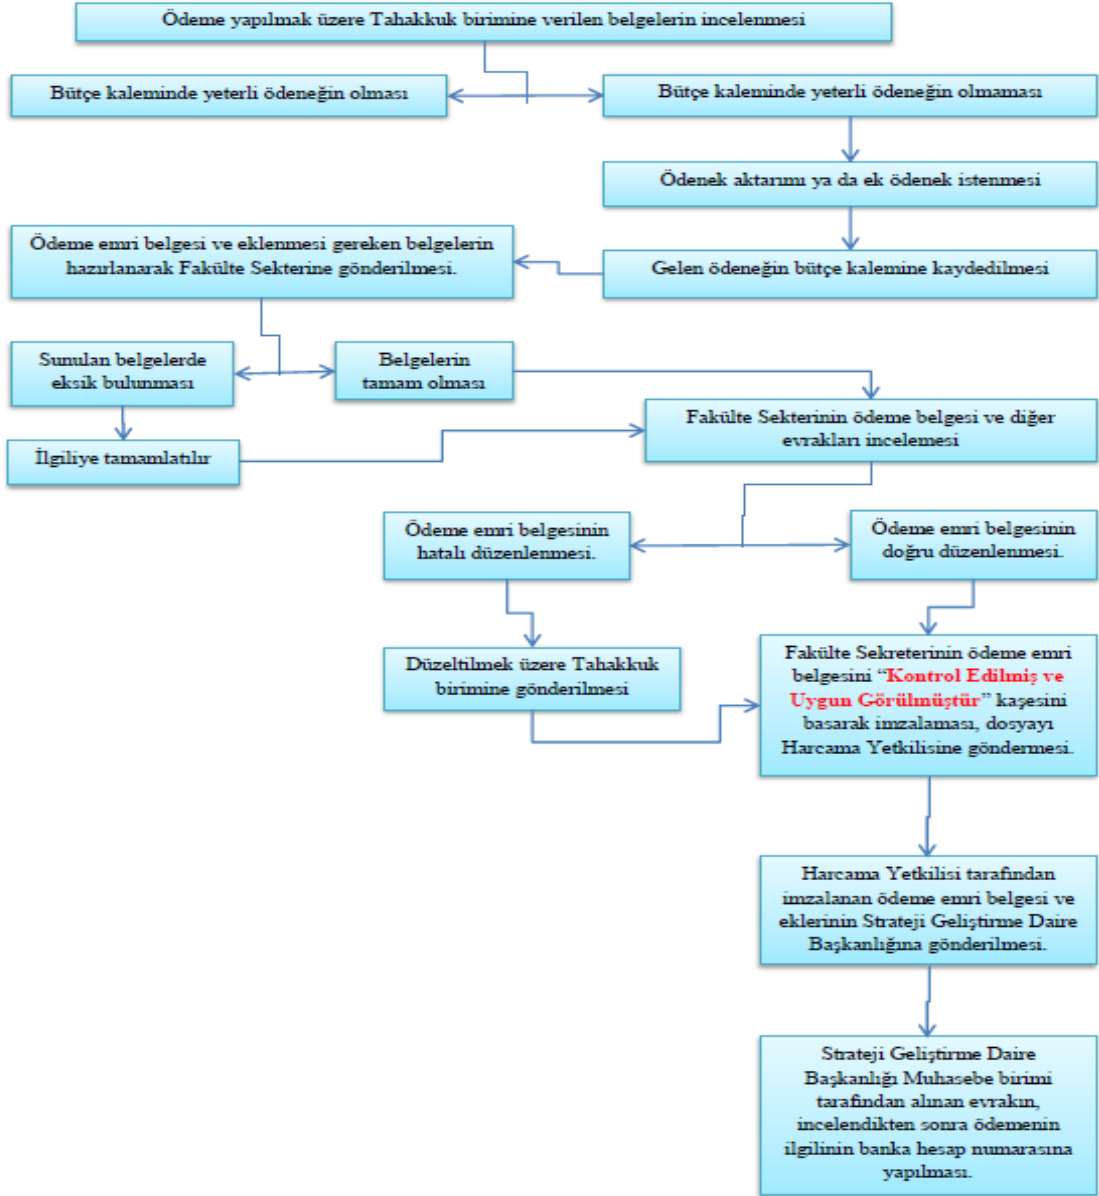 Ödeme yapılmak üzere Tahakkuk birimine verilen belgelerin incelenmesi
Bütçe kaleminde yeterli ödeneğin olması
Bütçe kaleminde yeterli ödeneğin olmaması
Ödenek aktarımı ya da ek ödenek istenmesi
Ödeme emri belgesi ve eklenmesi gereken belgelerin
hazırlanarak Fakülte Sekterine gönderilmesi.
Gelen ödeneğin bütçe kalemine kaydedilmesi
Sunulan belgelerde
eksik bulunması
Belgelerin
tamam olması
Fakülte Sekterinin ödeme belgesi ve diğer
evrakları incelemesi
İlgiliye tamamlatılır
Ödeme emri belgesinin
hatalı düzenlenmesi.
Ödeme emri belgesinin
doğru düzenlenmesi.
Düzeltilmek üzere Tahakkuk
birimine gönderilmesi
Fakülte Sekreterinin ödeme emri
belgesini “Kontrol Edilmiş ve
Uygun Görülmüştür” kaşesini
basarak imzalaması, dosyayı
Harcama Yetkilisine göndermesi.
Harcama Yetkilisi tarafından
imzalanan ödeme emri belgesi ve
eklerinin Strateji Geliştirme Daire
Başkanlığına gönderilmesi.
Strateji Geliştirme Daire
Başkanlığı Muhasebe birimi
tarafından alınan evrakın,
incelendikten sonra ödemenin
ilgilinin banka hesap numarasına
yapılması.